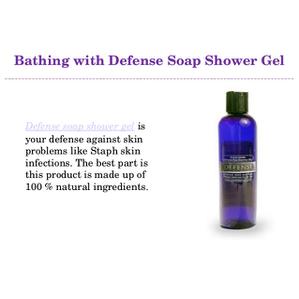 Bathing with Defense Soap Shower Gel
Defense soap shower gel is
your defense against skin
problems like Staph skin
infections. The best part is
this product is made up of
100 % natural ingredients.
DEFENSE